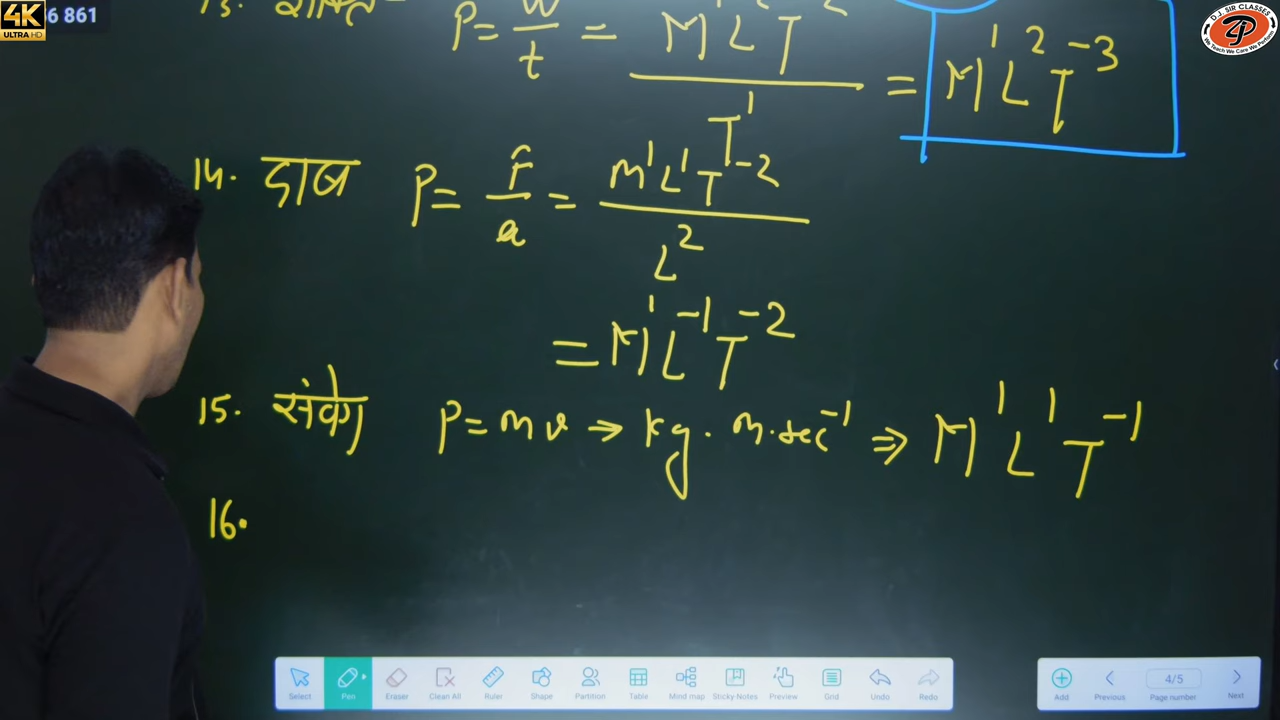 4K
ULTRA HD
6 861
D.J. SIR CLASSES
We Teach We Care We Perform
13. शक्ति P = W/t = M¹L²T⁻²/T¹ = M¹L²T⁻³
14. दाब P = F/a = M¹L¹T⁻²/L²
= M¹L⁻¹T⁻²
15. संवेग P = mv → kg. m.sec⁻¹ ⇒ M¹L¹T⁻¹
16.
Select Pen Eraser Clean All Ruler Shape Partition Table Mind map Sticky-Notes Preview Grid Undo Redo
Add Previous 4/5 Page number Next